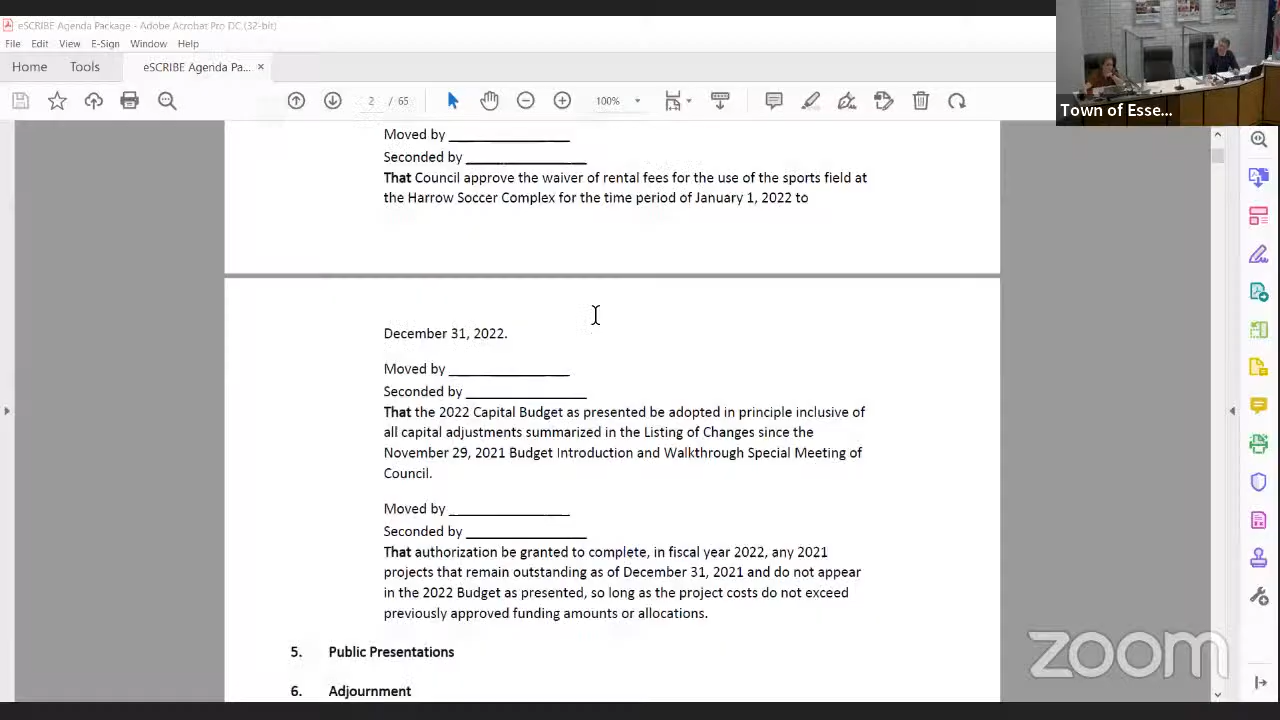 eSCRIBE Agenda Package - Adobe Acrobat Pro DC (32-bit)
File Edit View E-Sign Window Help
Home Tools eSCRIBE Agenda Pa... ×
2 / 65 100%
Town of Esse...
Moved by _______________
Seconded by _______________
That Council approve the waiver of rental fees for the use of the sports field at
the Harrow Soccer Complex for the time period of January 1, 2022 to
December 31, 2022.
Moved by _______________
Seconded by _______________
That the 2022 Capital Budget as presented be adopted in principle inclusive of
all capital adjustments summarized in the Listing of Changes since the
November 29, 2021 Budget Introduction and Walkthrough Special Meeting of
Council.
Moved by _______________
Seconded by _______________
That authorization be granted to complete, in fiscal year 2022, any 2021
projects that remain outstanding as of December 31, 2021 and do not appear
in the 2022 Budget as presented, so long as the project costs do not exceed
previously approved funding amounts or allocations.
5. Public Presentations
6. Adjournment
zoom